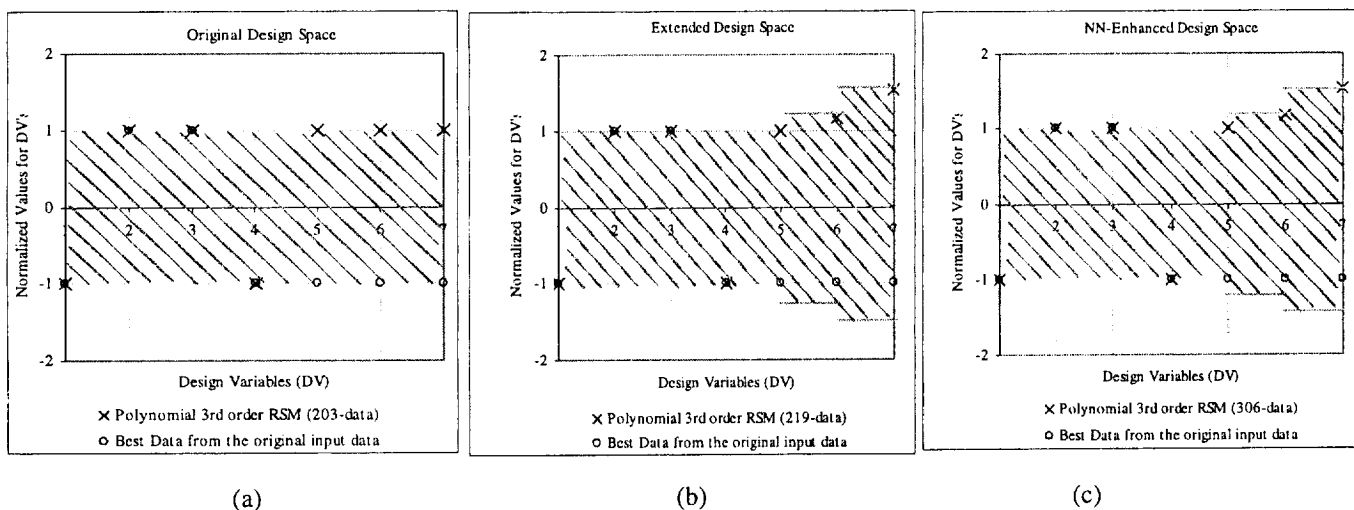 Original Design Space
Normalized Values for DV's
2
1
0
-1
-2
2
3
4
5
6
7
Design Variables (DV)
× Polynomial 3rd order RSM (203-data)
o Best Data from the original input data
(a)
Extended Design Space
Normalized Values for DV's
2
1
0
-1
-2
2
3
4
5
6
7
Design Variables (DV)
× Polynomial 3rd order RSM (219-data)
o Best Data from the original input data
(b)
NN-Enhanced Design Space
Normalized Values for DV's
2
1
0
-1
-2
2
3
4
5
6
7
Design Variables (DV)
× Polynomial 3rd order RSM (306-data)
o Best Data from the original input data
(c)